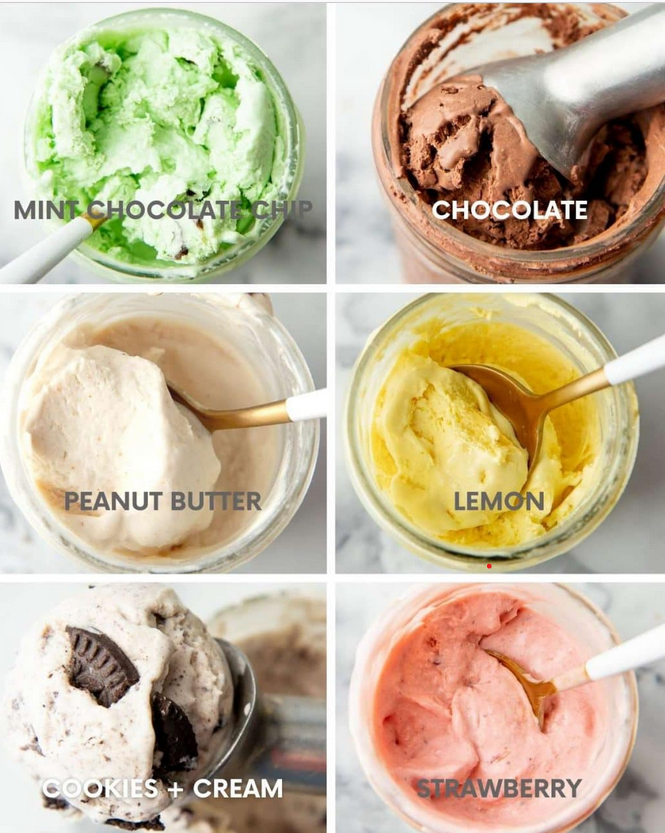 MINT CHOCOLATE CHIP
CHOCOLATE
PEANUT BUTTER
LEMON
COOKIES + CREAM
STRAWBERRY